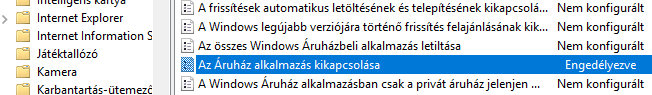 Intelligens kártya
Internet Explorer
Internet Information S
Játéktallózó
Kamera
Karbantartás-ütemező
A frissítések automatikus letöltésének és telepítésének kikapcsolá... Nem konfigurált
A Windows legújabb verziójára történő frissítés felajánlásának kik... Nem konfigurált
Az összes Windows Áruházbeli alkalmazás letiltása Nem konfigurált
Az Áruház alkalmazás kikapcsolása Engedélyezve
A Windows Áruház alkalmazásban csak a privát áruház jelenjen ... Nem konfigurált